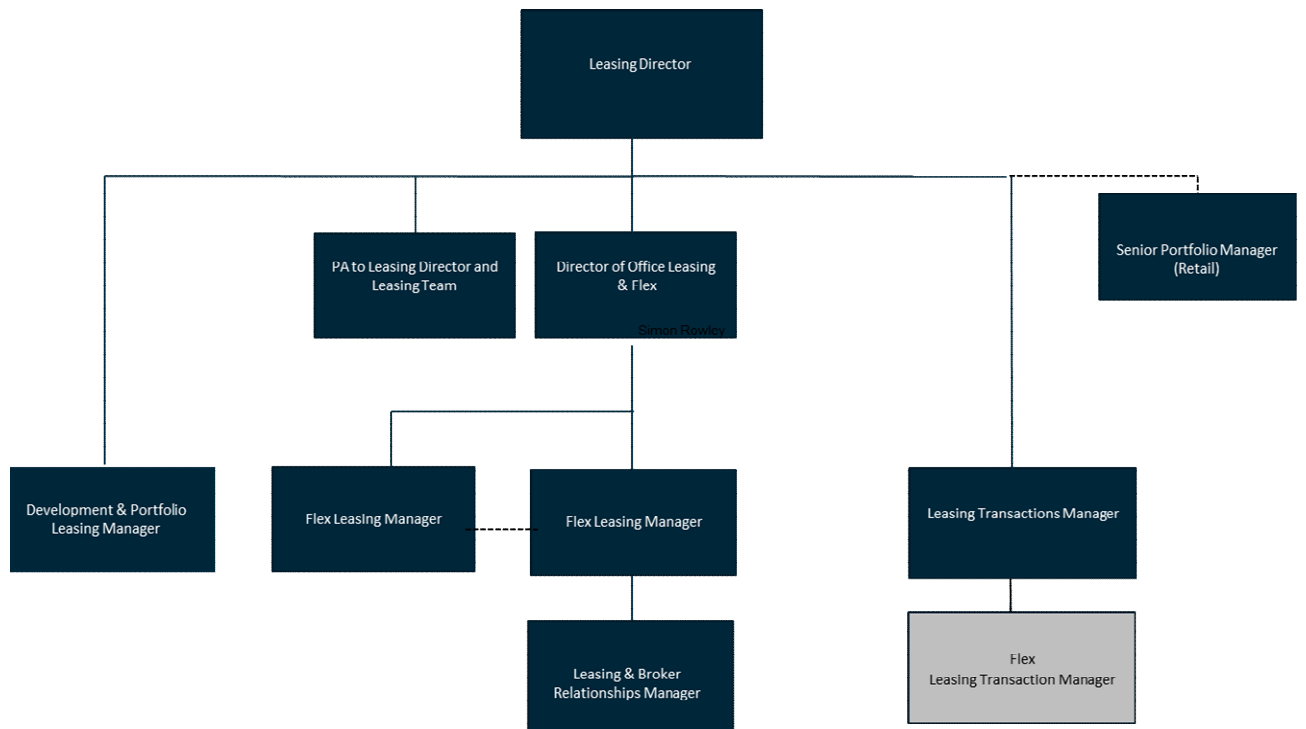 Leasing Director
PA to Leasing Director and
Leasing Team
Director of Office Leasing
& Flex
Simon Rowley
Senior Portfolio Manager
(Retail)
Development & Portfolio
Leasing Manager
Flex Leasing Manager
Flex Leasing Manager
Leasing Transactions Manager
Leasing & Broker
Relationships Manager
Flex
Leasing Transaction Manager